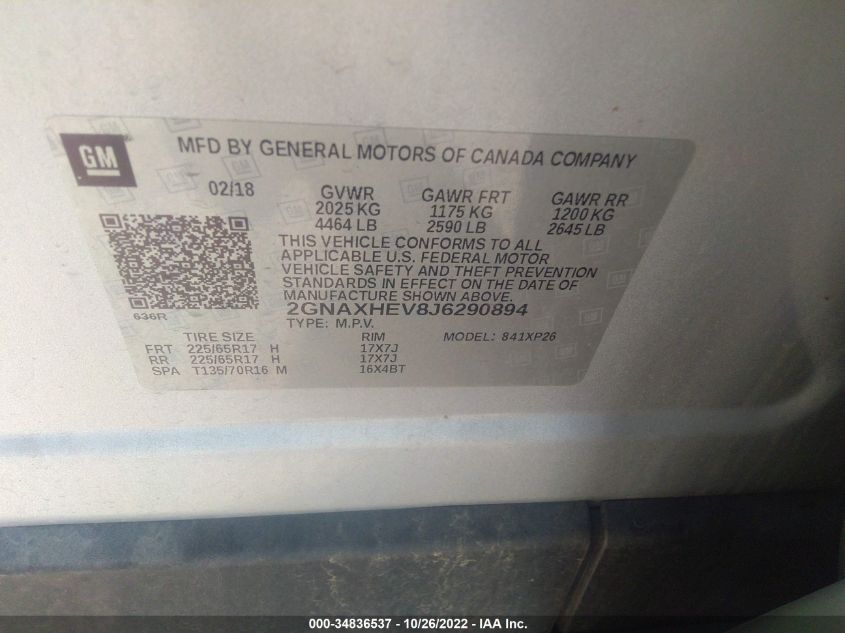 GM
MFD BY GENERAL MOTORS OF CANADA COMPANY
02/18 GVWR GAWR FRT GAWR RR
2025 KG 1175 KG 1200 KG
4464 LB 2590 LB 2645 LB
THIS VEHICLE CONFORMS TO ALL
APPLICABLE U.S. FEDERAL MOTOR
VEHICLE SAFETY AND THEFT PREVENTION
STANDARDS IN EFFECT ON THE DATE OF
MANUFACTURE SHOWN ABOVE.
2GNAXHEV8J6290894
636R
TYPE: M.P.V.
TIRE SIZE RIM MODEL: 841XP26
FRT 225/65R17 H 17X7J
RR 225/65R17 H 17X7J
SPA T135/70R16 M 16X4BT
000-34836537 - 10/26/2022 - IAA Inc.